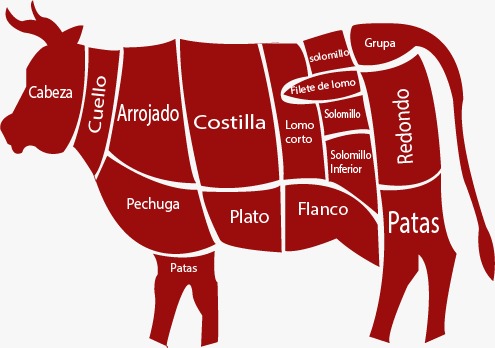 Cabeza
Cuello
Arrojado
Costilla
Lomo
corto
solomillo
Filete de lomo
Solomillo
Solomillo
Inferior
Grupa
Redondo
Pechuga
Plato
Flanco
Patas
Patas